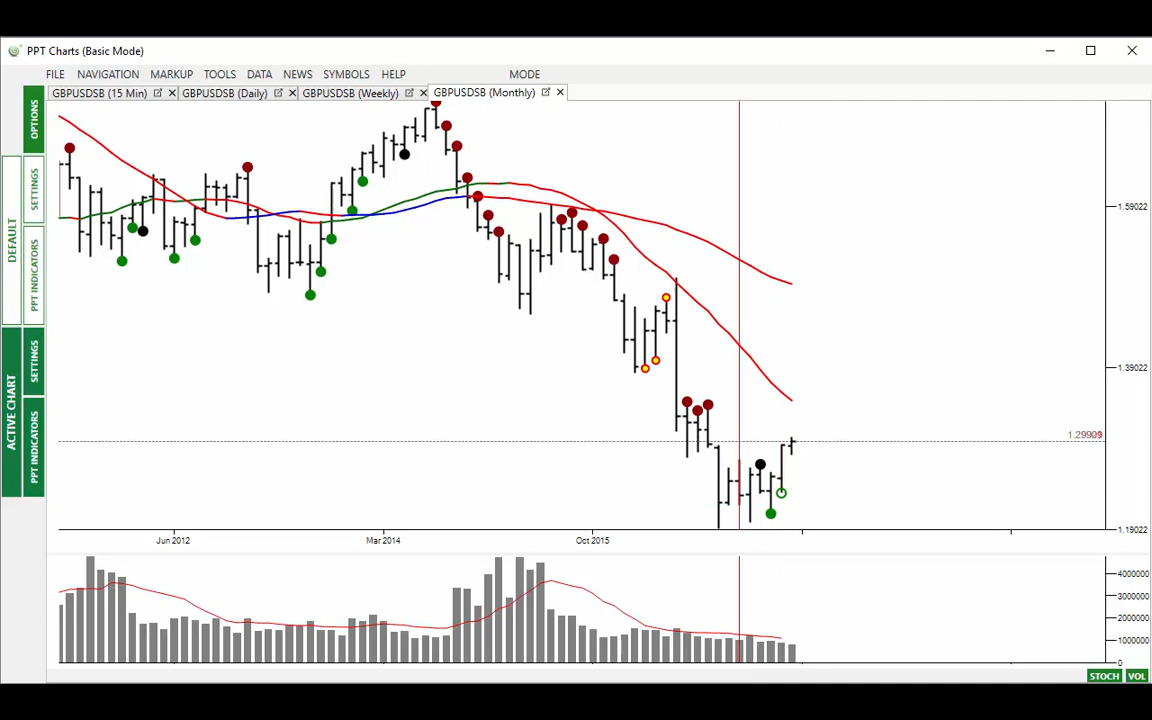 PPT Charts (Basic Mode)
FILE NAVIGATION MARKUP TOOLS DATA NEWS SYMBOLS HELP MODE
GBPUSDSB (15 Min) GBPUSDSB (Daily) GBPUSDSB (Weekly) GBPUSDSB (Monthly)
OPTIONS
DEFAULT
SETTINGS
PPT INDICATORS
ACTIVE CHART
SETTINGS
PPT INDICATORS
1.59022
1.39022
1.19022
Jun 2012 Mar 2014 Oct 2015
4000000
3000000
2000000
1000000
0
STOCH VOL